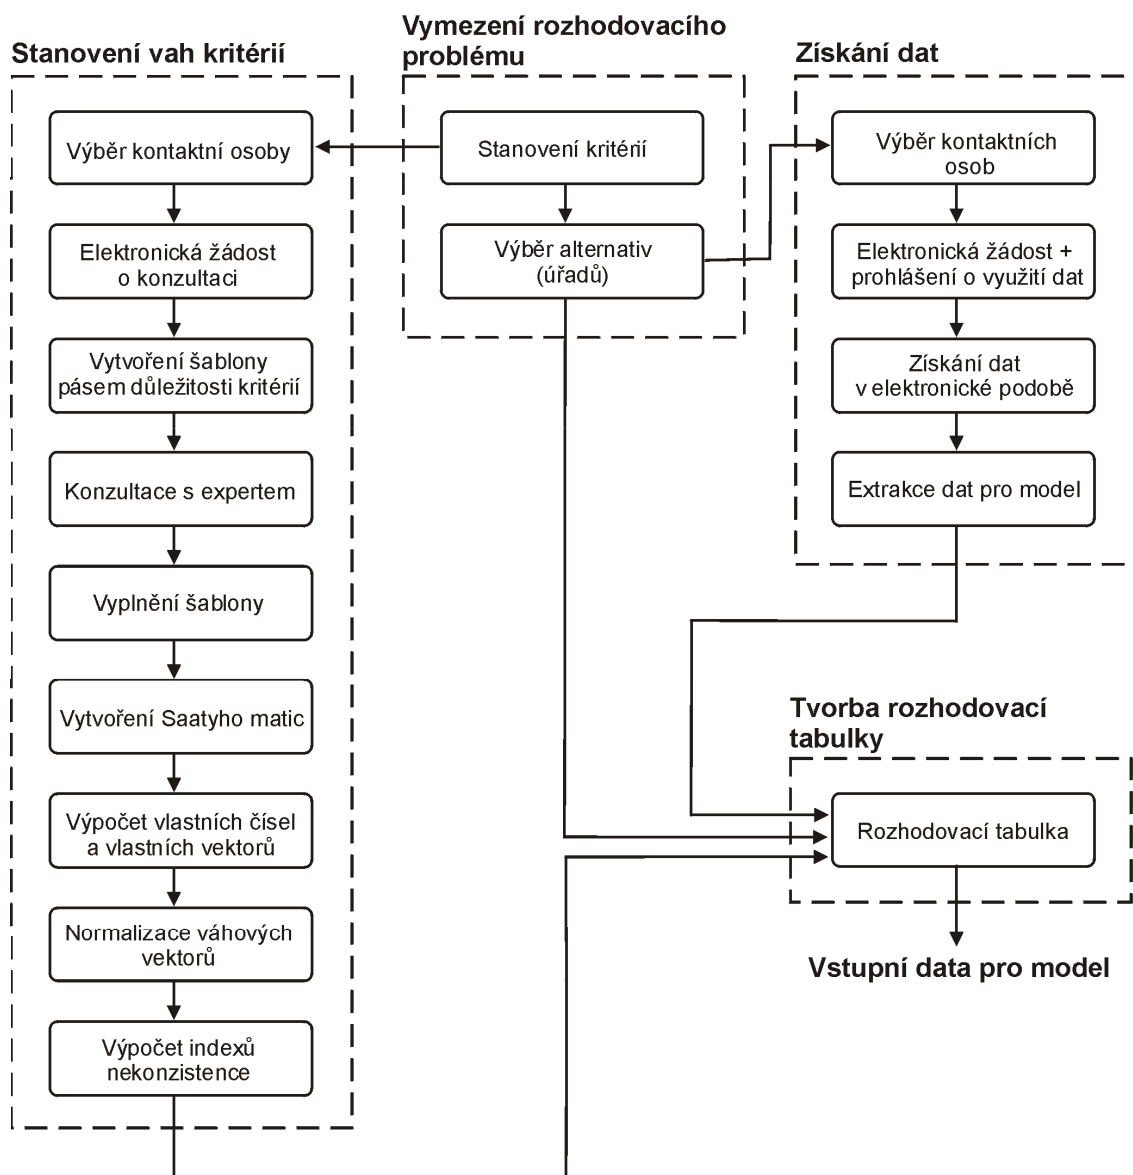 Stanovení vah kritérií
Výběr kontaktní osoby
Elektronická žádost
o konzultaci
Vytvoření šablony
pásem důležitosti kritérií
Konzultace s expertem
Vyplnění šablony
Vytvoření Saatyho matic
Výpočet vlastních čísel
a vlastních vektorů
Normalizace váhových
vektorů
Výpočet indexů
nekonzistence
Vymezení rozhodovacího
problému
Stanovení kritérií
Výběr alternativ
(úřadů)
Získání dat
Výběr kontaktních
osob
Elektronická žádost +
prohlášení o využití dat
Získání dat
v elektronické podobě
Extrakce dat pro model
Tvorba rozhodovací
tabulky
Rozhodovací tabulka
Vstupní data pro model